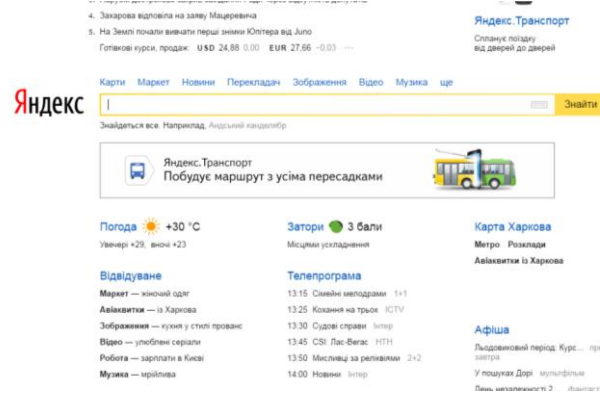 4. Захарова відповіла на заяву Мацеревича
5. На Землі почали вивчати перші знімки Юпітера від Juno
Готівкові курси, продаж: USD 24,88 0,00 EUR 27,66 −0,03
Яндекс.Транспорт
Спланує поїздку
від дверей до дверей
Карти Маркет Новини Перекладач Зображення Відео Музика ще
Яндекс
Знайти
Знайдеться все. Наприклад, Андський канделябр
Яндекс.Транспорт
Побудує маршрут з усіма пересадками
Погода +30 °C
Увечері +29, вночі +23
Затори 3 бали
Місцями ускладнення
Карта Харкова
Метро Розклади
Авіаквитки із Харкова
Відвідуване
Маркет — жіночий одяг
Авіаквитки — із Харкова
Зображення — кухня у стилі прованс
Відео — улюблені серіали
Робота — зарплати в Києві
Музика — мрійлива
Телепрограма
13:15 Сімейні мелодрами 1+1
13:25 Кохання на трьох ICTV
13:30 Судові справи Інтер
13:45 CSI: Лас-Вегас НТН
13:50 Мисливці за реліквіями 2+2
14:00 Новини Інтер
Афіша
Льодовиковий період: Курс...
завтра
У пошуках Дорі мультфільм
День незалежності 2